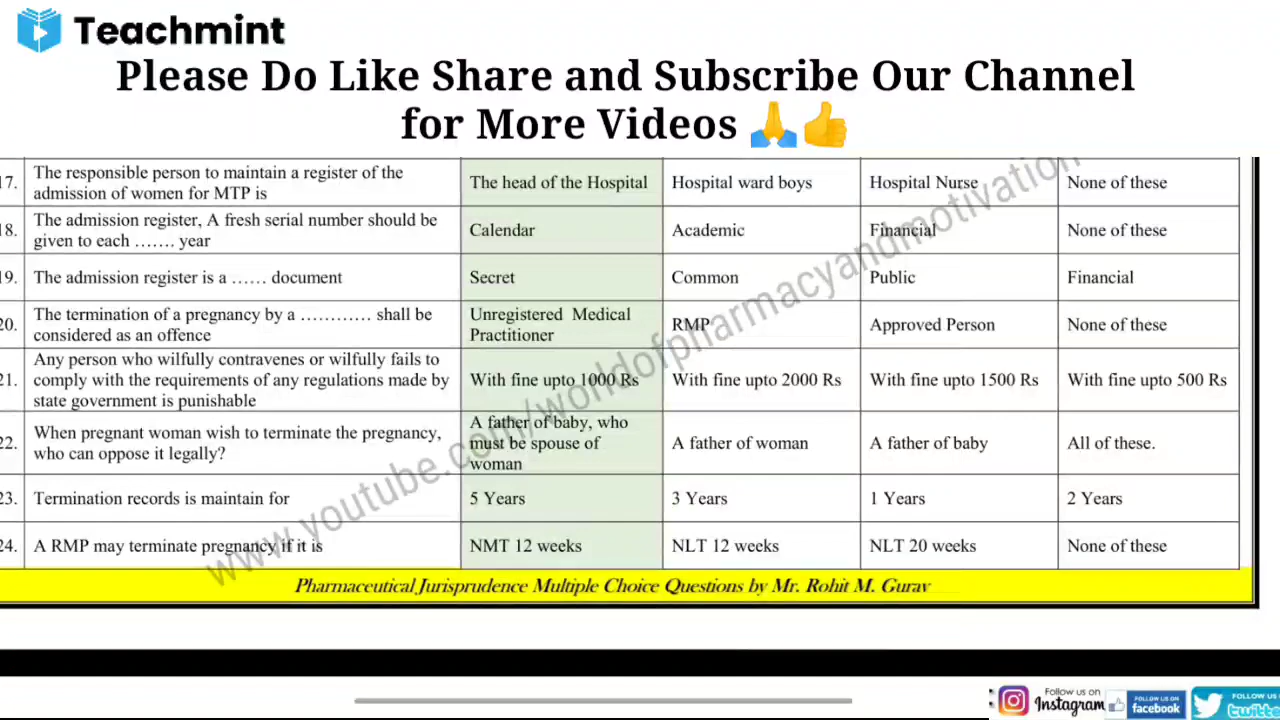 Teachmint
Please Do Like Share and Subscribe Our Channel
for More Videos 🙏👍
17. The responsible person to maintain a register of the admission of women for MTP is | The head of the Hospital | Hospital ward boys | Hospital Nurse | None of these
18. The admission register, A fresh serial number should be given to each ……. year | Calendar | Academic | Financial | None of these
19. The admission register is a …… document | Secret | Common | Public | Financial
20. The termination of a pregnancy by a ………… shall be considered as an offence | Unregistered Medical Practitioner | RMP | Approved Person | None of these
21. Any person who wilfully contravenes or wilfully fails to comply with the requirements of any regulations made by state government is punishable | With fine upto 1000 Rs | With fine upto 2000 Rs | With fine upto 1500 Rs | With fine upto 500 Rs
22. When pregnant woman wish to terminate the pregnancy, who can oppose it legally? | A father of baby, who must be spouse of woman | A father of woman | A father of baby | All of these.
23. Termination records is maintain for | 5 Years | 3 Years | 1 Years | 2 Years
24. A RMP may terminate pregnancy if it is | NMT 12 weeks | NLT 12 weeks | NLT 20 weeks | None of these
www.youtube.com/worldofpharmacyandmotivation
Pharmaceutical Jurisprudence Multiple Choice Questions by Mr. Rohit M. Gurav
Follow us on
Instagram
FOLLOW US ON
facebook
FOLLOW US
twitte